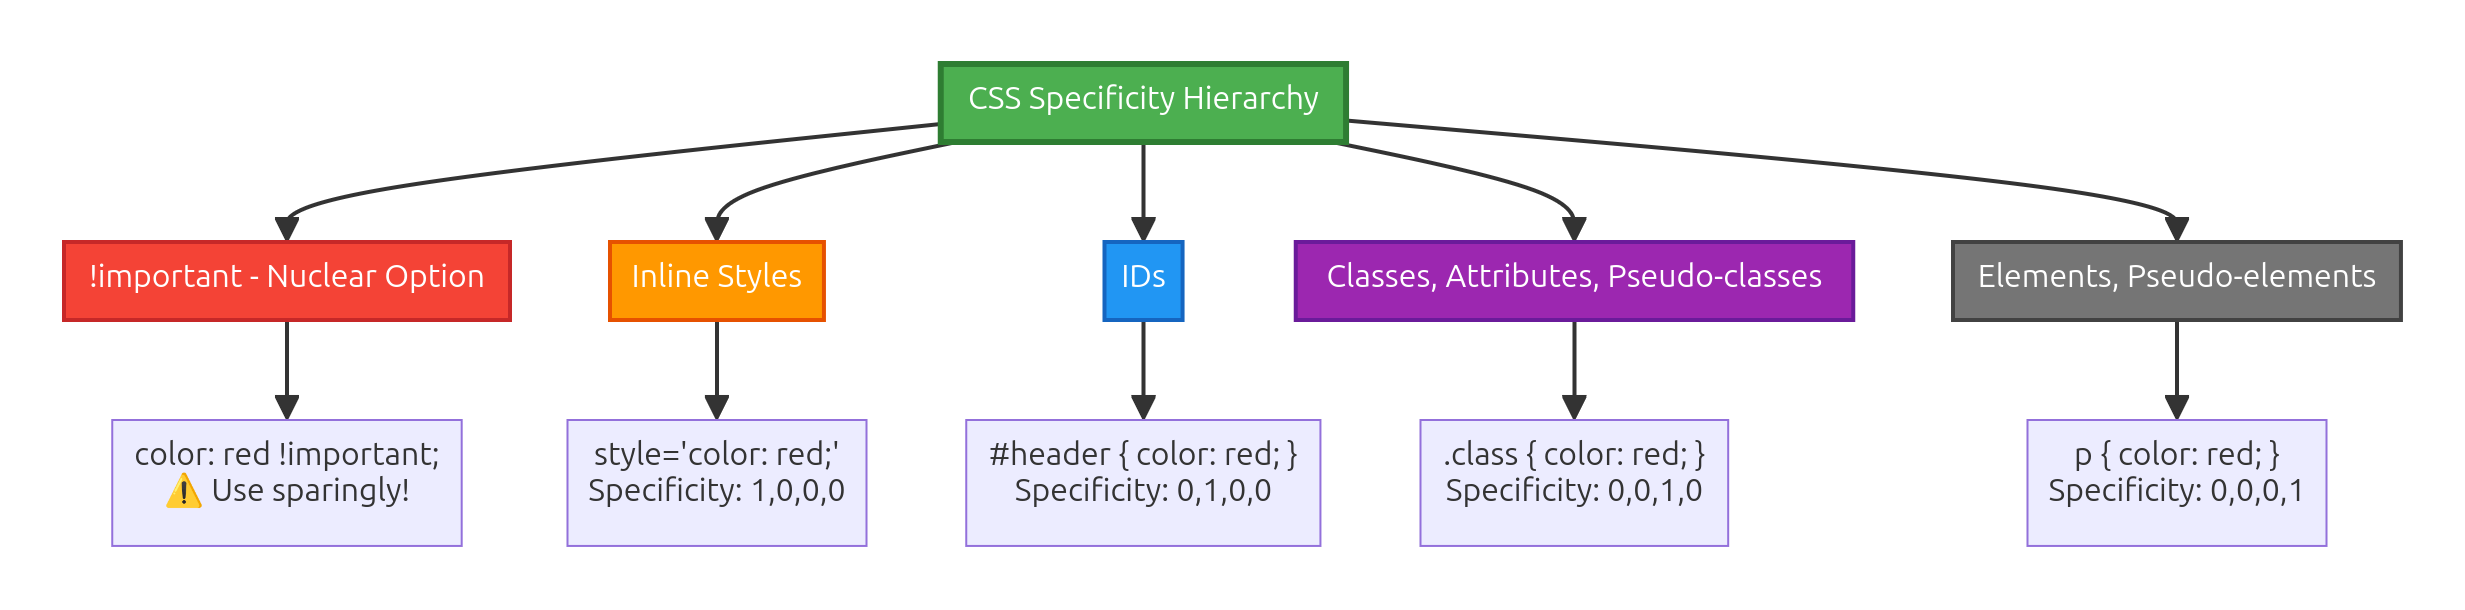 CSS Specificity Hierarchy
!important - Nuclear Option
Inline Styles
IDs
Classes, Attributes, Pseudo-classes
Elements, Pseudo-elements
color: red !important;
⚠️ Use sparingly!
style='color: red;'
Specificity: 1,0,0,0
#header { color: red; }
Specificity: 0,1,0,0
.class { color: red; }
Specificity: 0,0,1,0
p { color: red; }
Specificity: 0,0,0,1